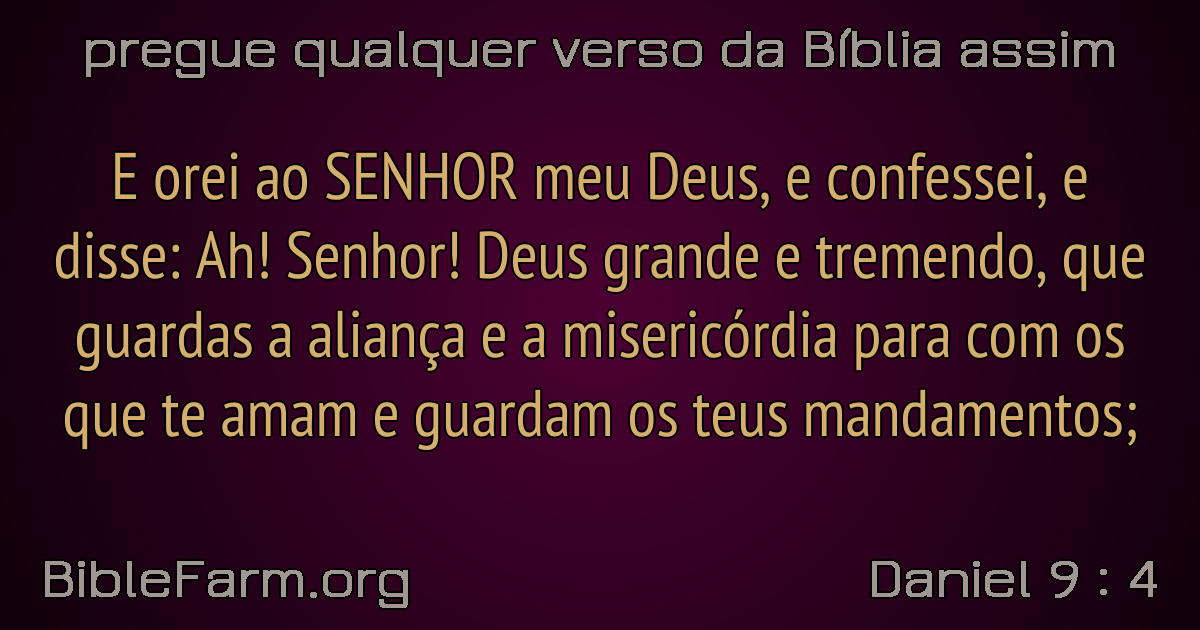 pregue qualquer verso da Bíblia assim
E orei ao SENHOR meu Deus, e confessei, e
disse: Ah! Senhor! Deus grande e tremendo, que
guardas a aliança e a misericórdia para com os
que te amam e guardam os teus mandamentos;
BibleFarm.org
Daniel 9 : 4